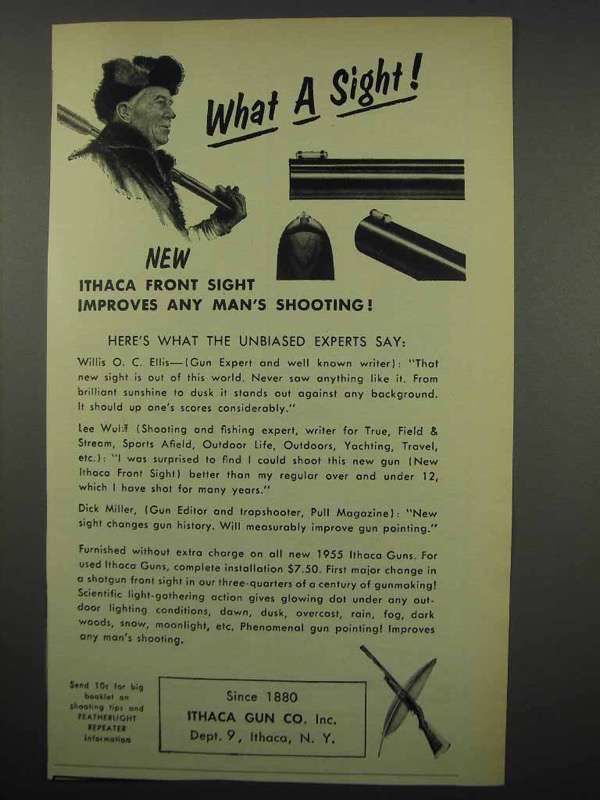 What A Sight!
NEW
ITHACA FRONT SIGHT
IMPROVES ANY MAN'S SHOOTING!
HERE'S WHAT THE UNBIASED EXPERTS SAY:
Willis O. C. Ellis—(Gun Expert and well known writer): "That
new sight is out of this world. Never saw anything like it. From
brilliant sunshine to dusk it stands out against any background.
It should up one's scores considerably."
Lee Wulff (Shooting and fishing expert, writer for True, Field &
Stream, Sports Afield, Outdoor Life, Outdoors, Yachting, Travel,
etc.): "I was surprised to find I could shoot this new gun (New
Ithaca Front Sight) better than my regular over and under 12,
which I have shot for many years."
Dick Miller, (Gun Editor and trapshooter, Pull Magazine): "New
sight changes gun history. Will measurably improve gun pointing."
Furnished without extra charge on all new 1955 Ithaca Guns. For
used Ithaca Guns, complete installation $7.50. First major change in
a shotgun front sight in our three-quarters of a century of gunmaking!
Scientific light-gathering action gives glowing dot under any out-
door lighting conditions, dawn, dusk, overcast, rain, fog, dark
woods, snow, moonlight, etc. Phenomenal gun pointing! Improves
any man's shooting.
Send 10c for big
booklet on
shooting tips and
FEATHERLIGHT
REPEATER
information
Since 1880
ITHACA GUN CO. Inc.
Dept. 9, Ithaca, N. Y.